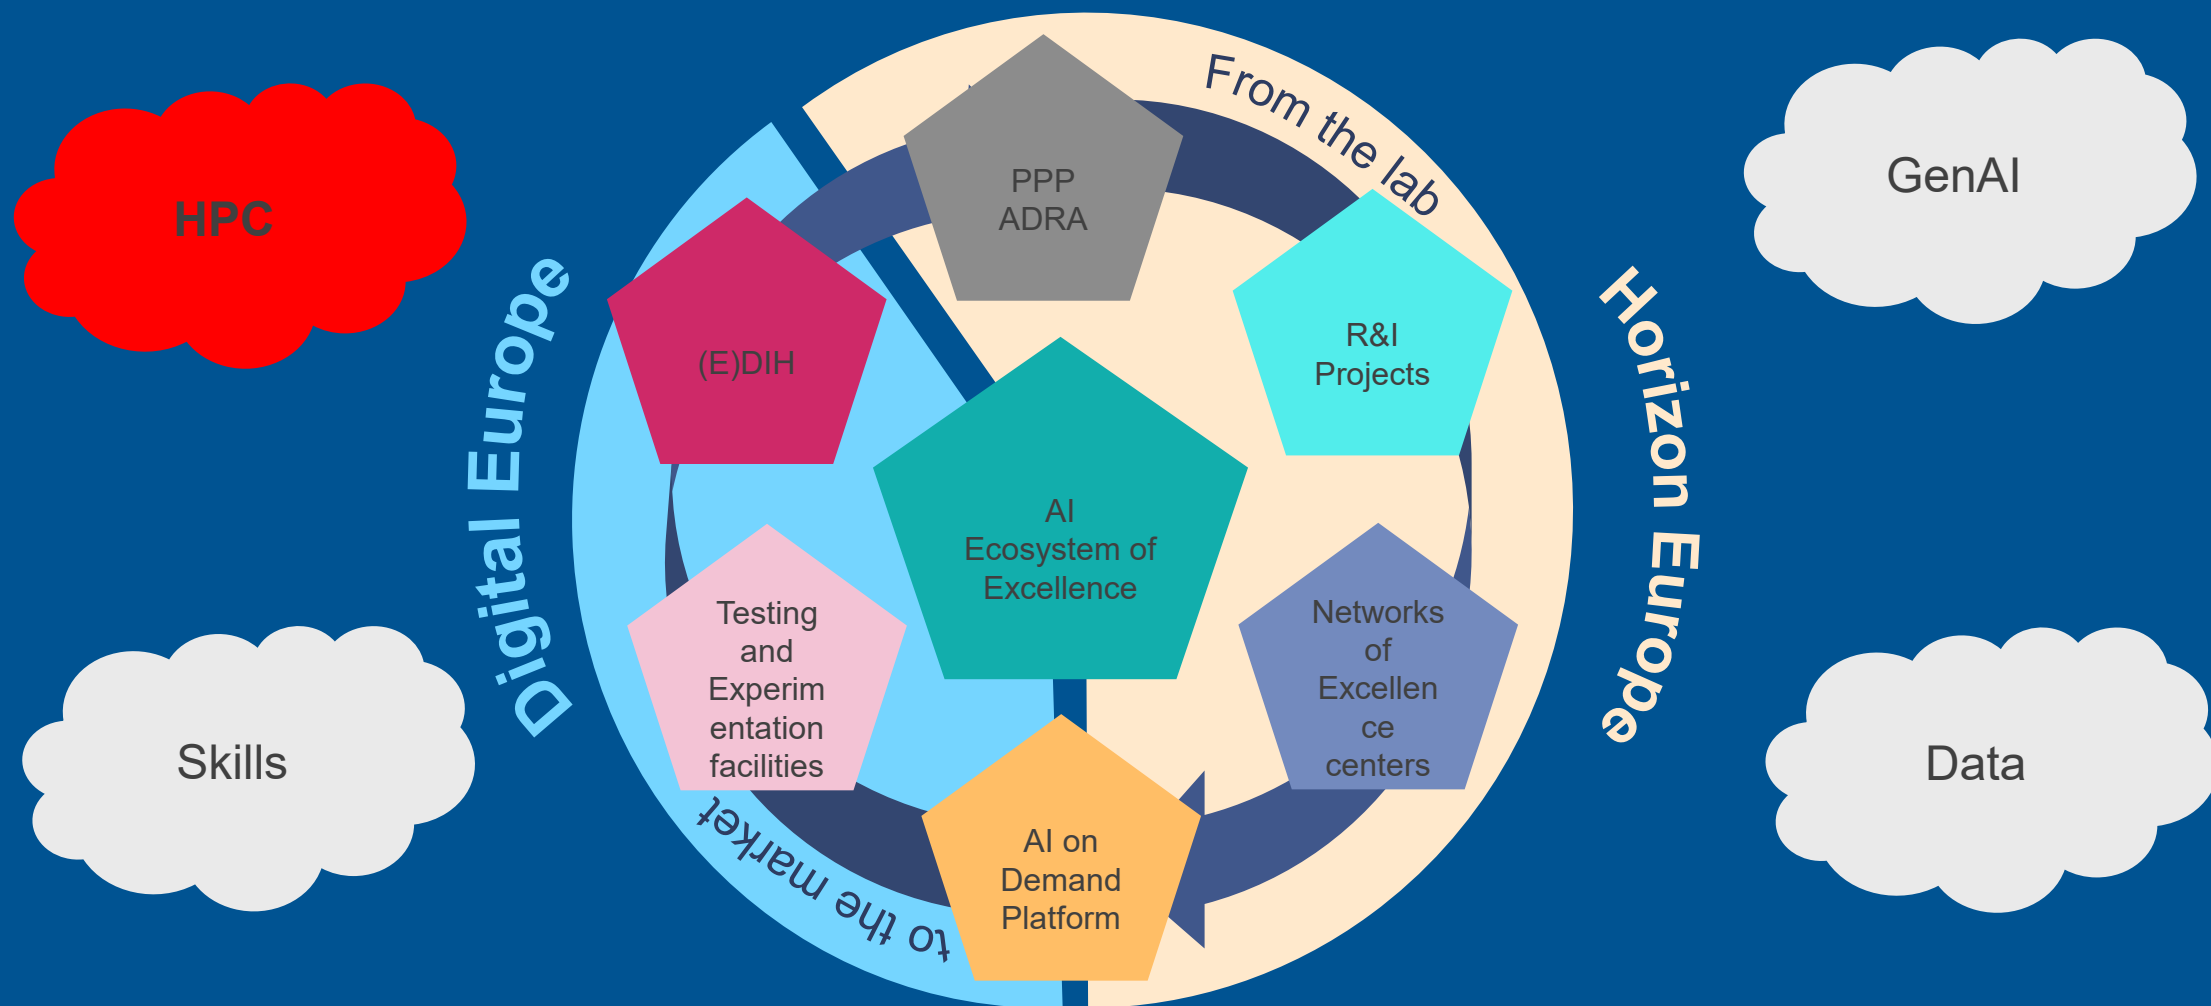 From the lab
PPP
ADRA
GenAI
HPC
R&I
Projects
(E)DIH
Digital Europe
Horizon Europe
AI
Ecosystem of
Excellence
Testing
and
Experim
entation
facilities
Networks
of
Excellen
ce
centers
Skills
Data
AI on
Demand
Platform
to the market